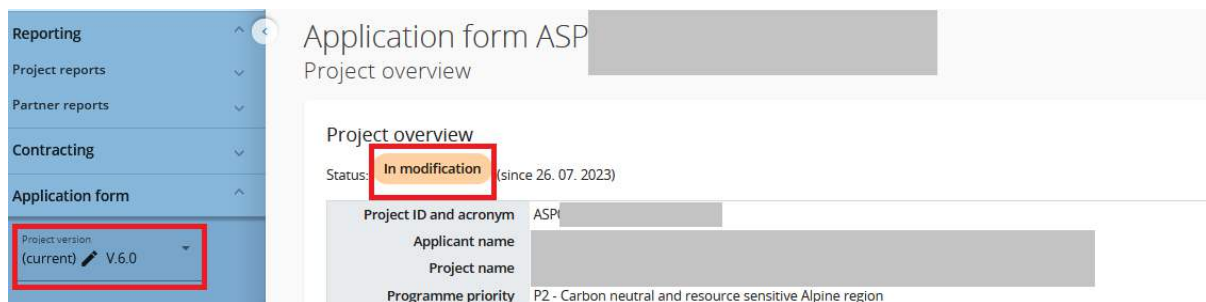 Reporting
Project reports
Partner reports
Contracting
Application form
Project version
(current) V.6.0
Application form ASP
Project overview
Project overview
Status: In modification (since 26. 07. 2023)
Project ID and acronym ASP
Applicant name
Project name
Programme priority P2 - Carbon neutral and resource sensitive Alpine region